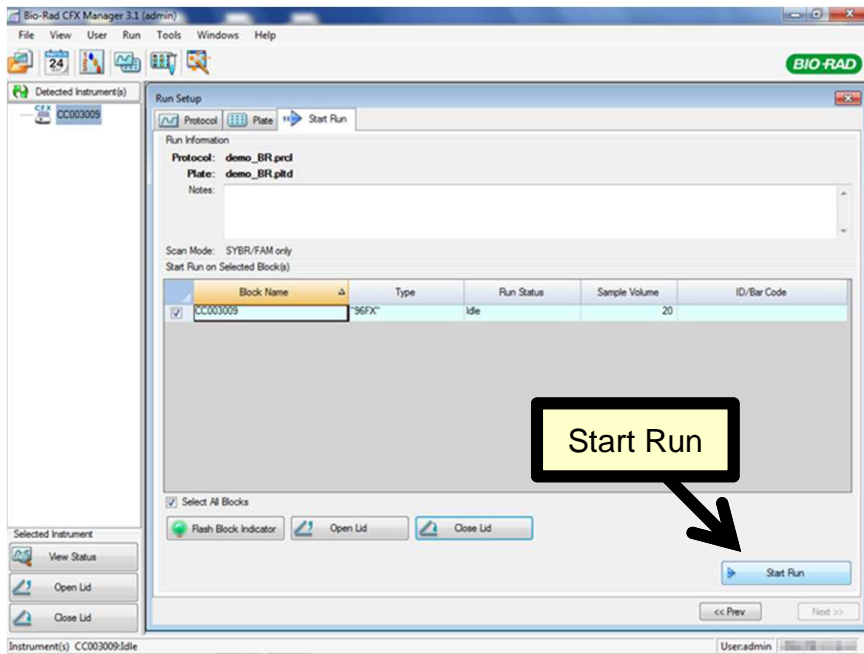 Bio-Rad CFX Manager 3.1 (admin)
File View User Run Tools Windows Help
24
BIO-RAD
Detected Instrument(s)
CFX
CC003009
Run Setup
Protocol Plate Start Run
Run Information
Protocol: demo_BR.prcl
Plate: demo_BR.pltd
Notes:
Scan Mode: SYBR/FAM only
Start Run on Selected Block(s)
Block Name Type Run Status Sample Volume ID/Bar Code
CC003009 "96FX" Idle 20
Start Run
Select All Blocks
Flash Block Indicator Open Lid Close Lid
Start Run
<< Prev Next >>
Selected Instrument
View Status
Open Lid
Close Lid
Instrument(s) CC003009:Idle
User:admin